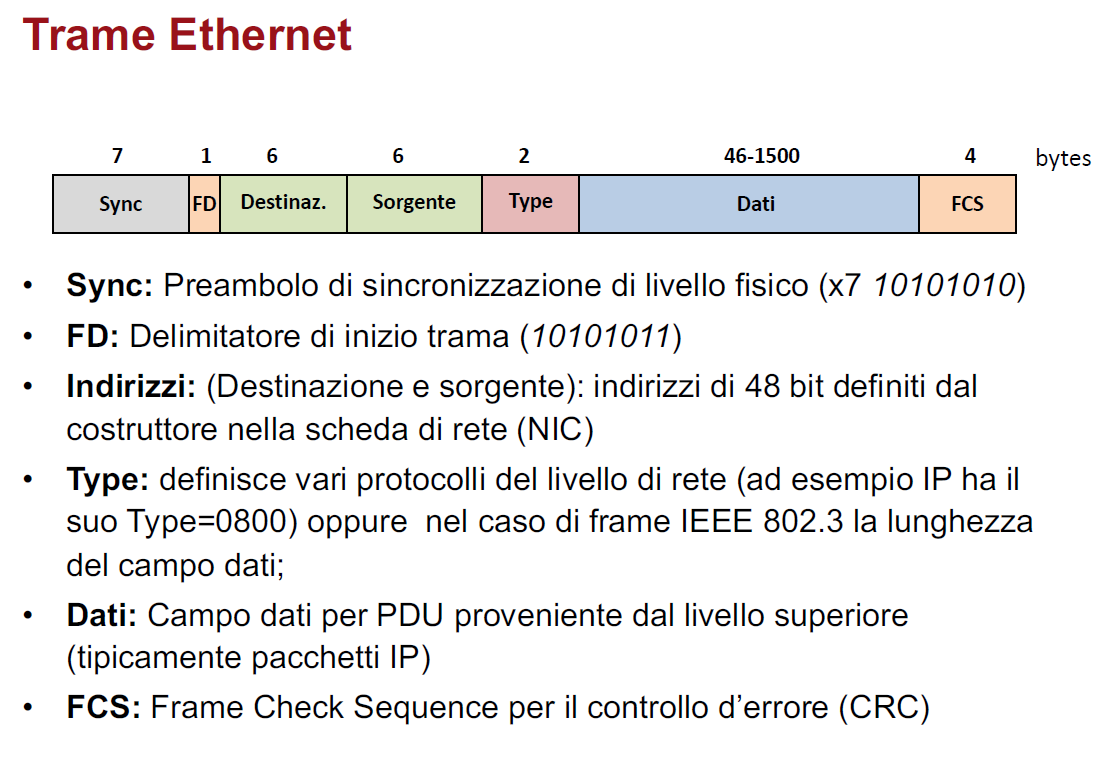 Trame Ethernet
7 1 6 6 2 46-1500 4 bytes
Sync FD Destinaz. Sorgente Type Dati FCS
• Sync: Preambolo di sincronizzazione di livello fisico (x7 10101010)
• FD: Delimitatore di inizio trama (10101011)
• Indirizzi: (Destinazione e sorgente): indirizzi di 48 bit definiti dal
costruttore nella scheda di rete (NIC)
• Type: definisce vari protocolli del livello di rete (ad esempio IP ha il
suo Type=0800) oppure nel caso di frame IEEE 802.3 la lunghezza
del campo dati;
• Dati: Campo dati per PDU proveniente dal livello superiore
(tipicamente pacchetti IP)
• FCS: Frame Check Sequence per il controllo d’errore (CRC)